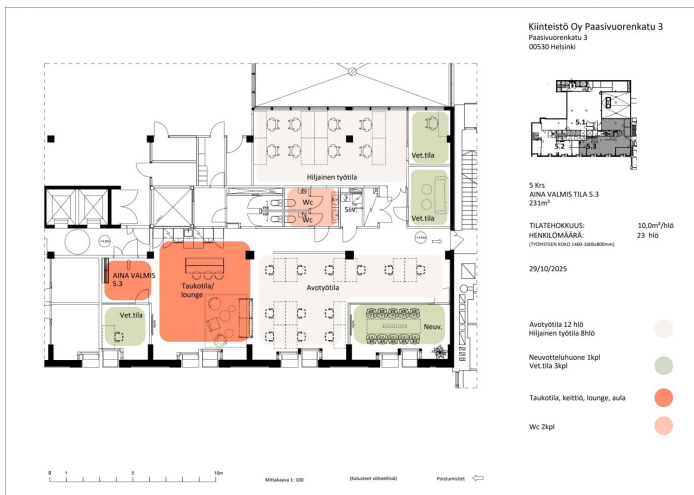 Kiinteistö Oy Paasivuorenkatu 3
Paasivuorenkatu 3
00530 Helsinki
5.1
5.2
5.3
5 Krs
AINA VALMIS TILA 5.3
231m²
TILATEHOKKUUS: 10,0m²/hlö
HENKILÖMÄÄRÄ: 23 hlö
(TYÖPISTEEN KOKO 1400-1600x800mm)
29/10/2025
Avotyötila 12 hlö
Hiljainen työtila 8hlö
Neuvotteluhuone 1kpl
Vet.tila 3kpl
Taukotila, keittiö, lounge, aula
Wc 2kpl
Hiljainen työtila
Vet.tila
Vet.tila
Wc
Wc
Siiv.
AINA VALMIS
5.3
Taukotila/
lounge
Avotyötila
Vet.tila
Neuv.
0 1 5 10m
Mittakaava 1: 100
(Kalusteet viitteellisiä)
Poistumistiet